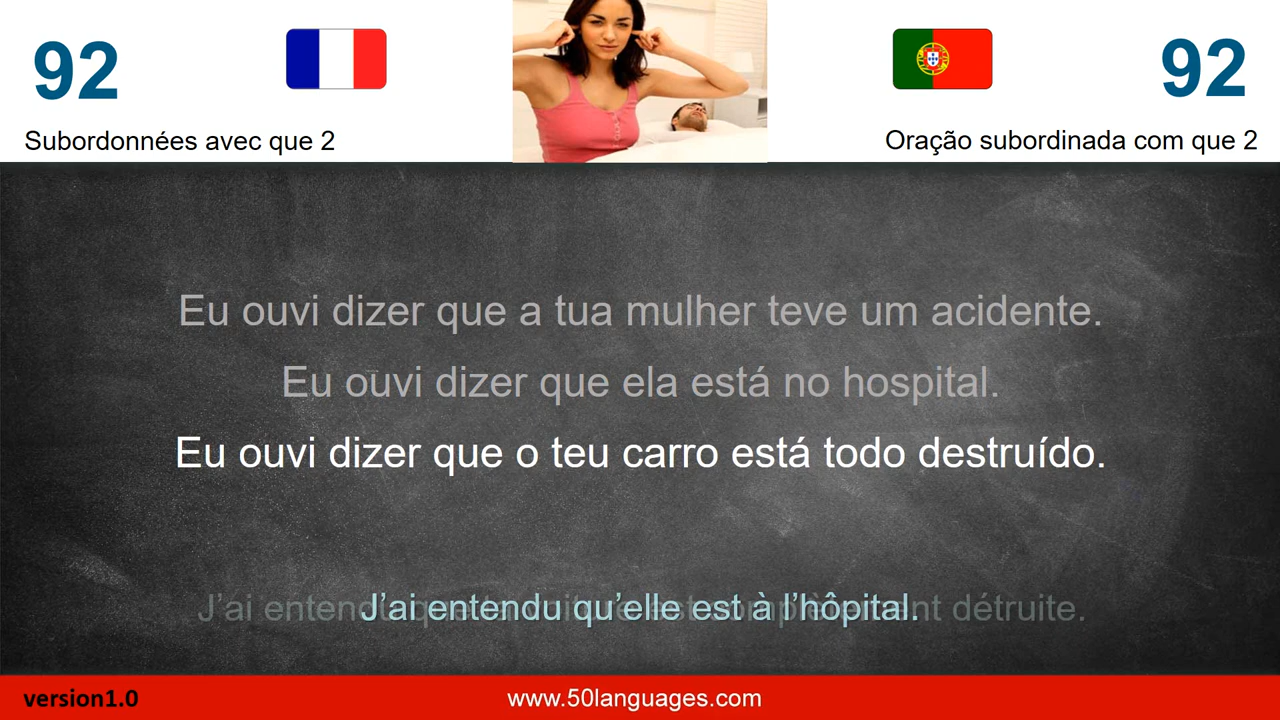 92
92
Subordonnées avec que 2
Oração subordinada com que 2
Eu ouvi dizer que a tua mulher teve um acidente.
Eu ouvi dizer que ela está no hospital.
Eu ouvi dizer que o teu carro está todo destruído.
J’ai entendu qu’elle est à l’hôpital.
détruite.
version1.0
www.50languages.com